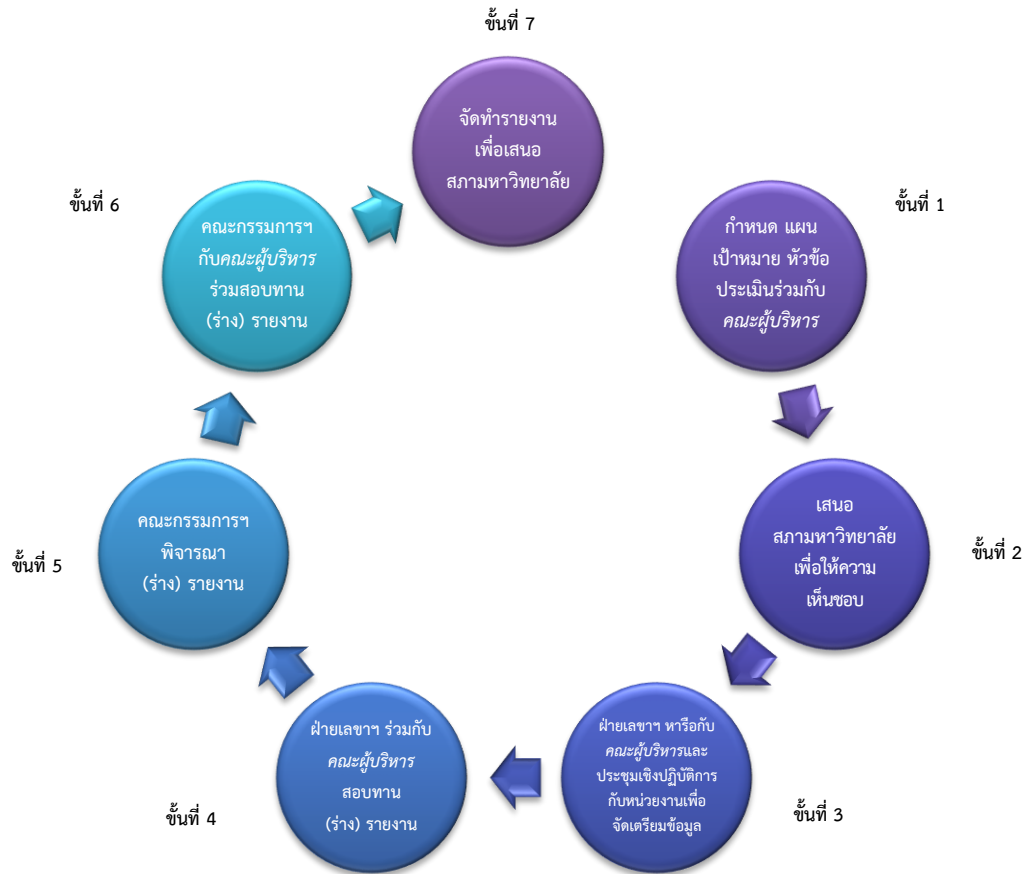 ขั้นที่ 7
จัดทำรายงาน
เพื่อเสนอ
สภามหาวิทยาลัย
ขั้นที่ 1
กำหนด แผน
เป้าหมาย หัวข้อ
ประเมินร่วมกับ
คณะผู้บริหาร
ขั้นที่ 2
เสนอ
สภามหาวิทยาลัย
เพื่อให้ความ
เห็นชอบ
ขั้นที่ 3
ฝ่ายเลขาฯ หารือกับ
คณะผู้บริหารและ
ประชุมเชิงปฏิบัติการ
กับหน่วยงานเพื่อ
จัดเตรียมข้อมูล
ขั้นที่ 4
ฝ่ายเลขาฯ ร่วมกับ
คณะผู้บริหาร
สอบทาน
(ร่าง) รายงาน
ขั้นที่ 5
คณะกรรมการฯ
พิจารณา
(ร่าง) รายงาน
ขั้นที่ 6
คณะกรรมการฯ
กับคณะผู้บริหาร
ร่วมสอบทาน
(ร่าง) รายงาน